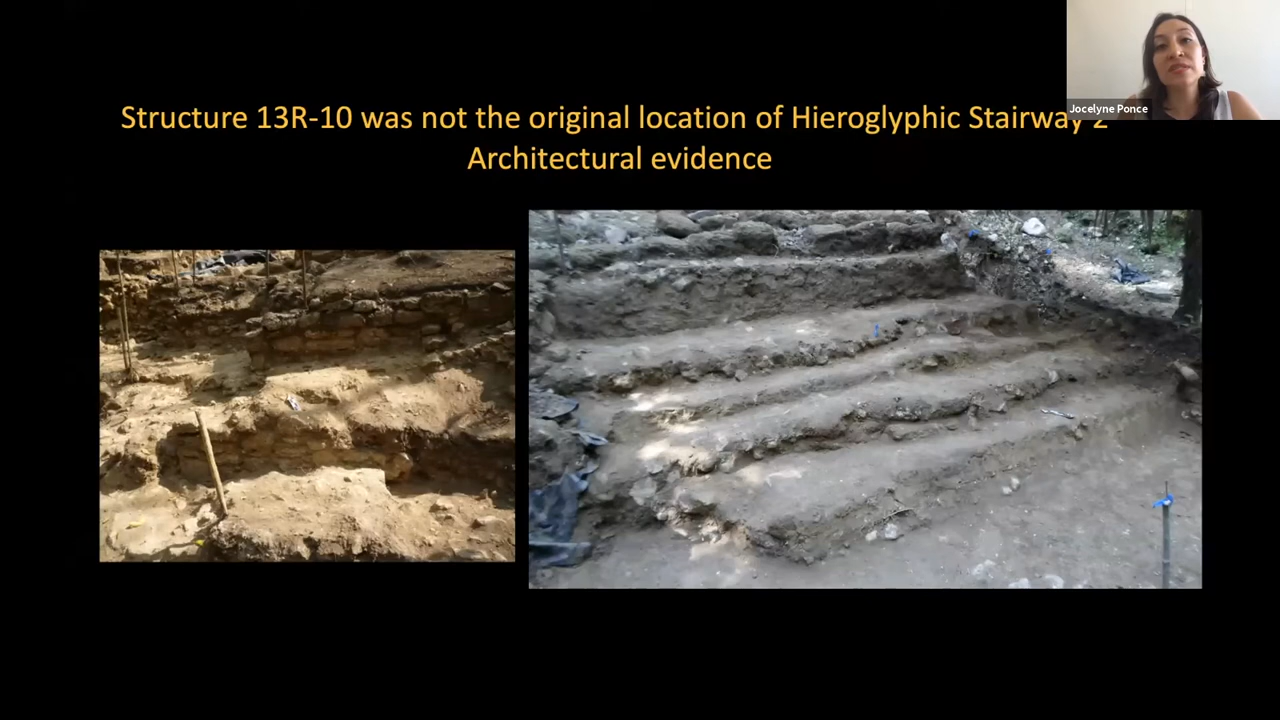 Structure 13R-10 was not the original location of Hieroglyphic Stairway 2
Architectural evidence
Jocelyne Ponce